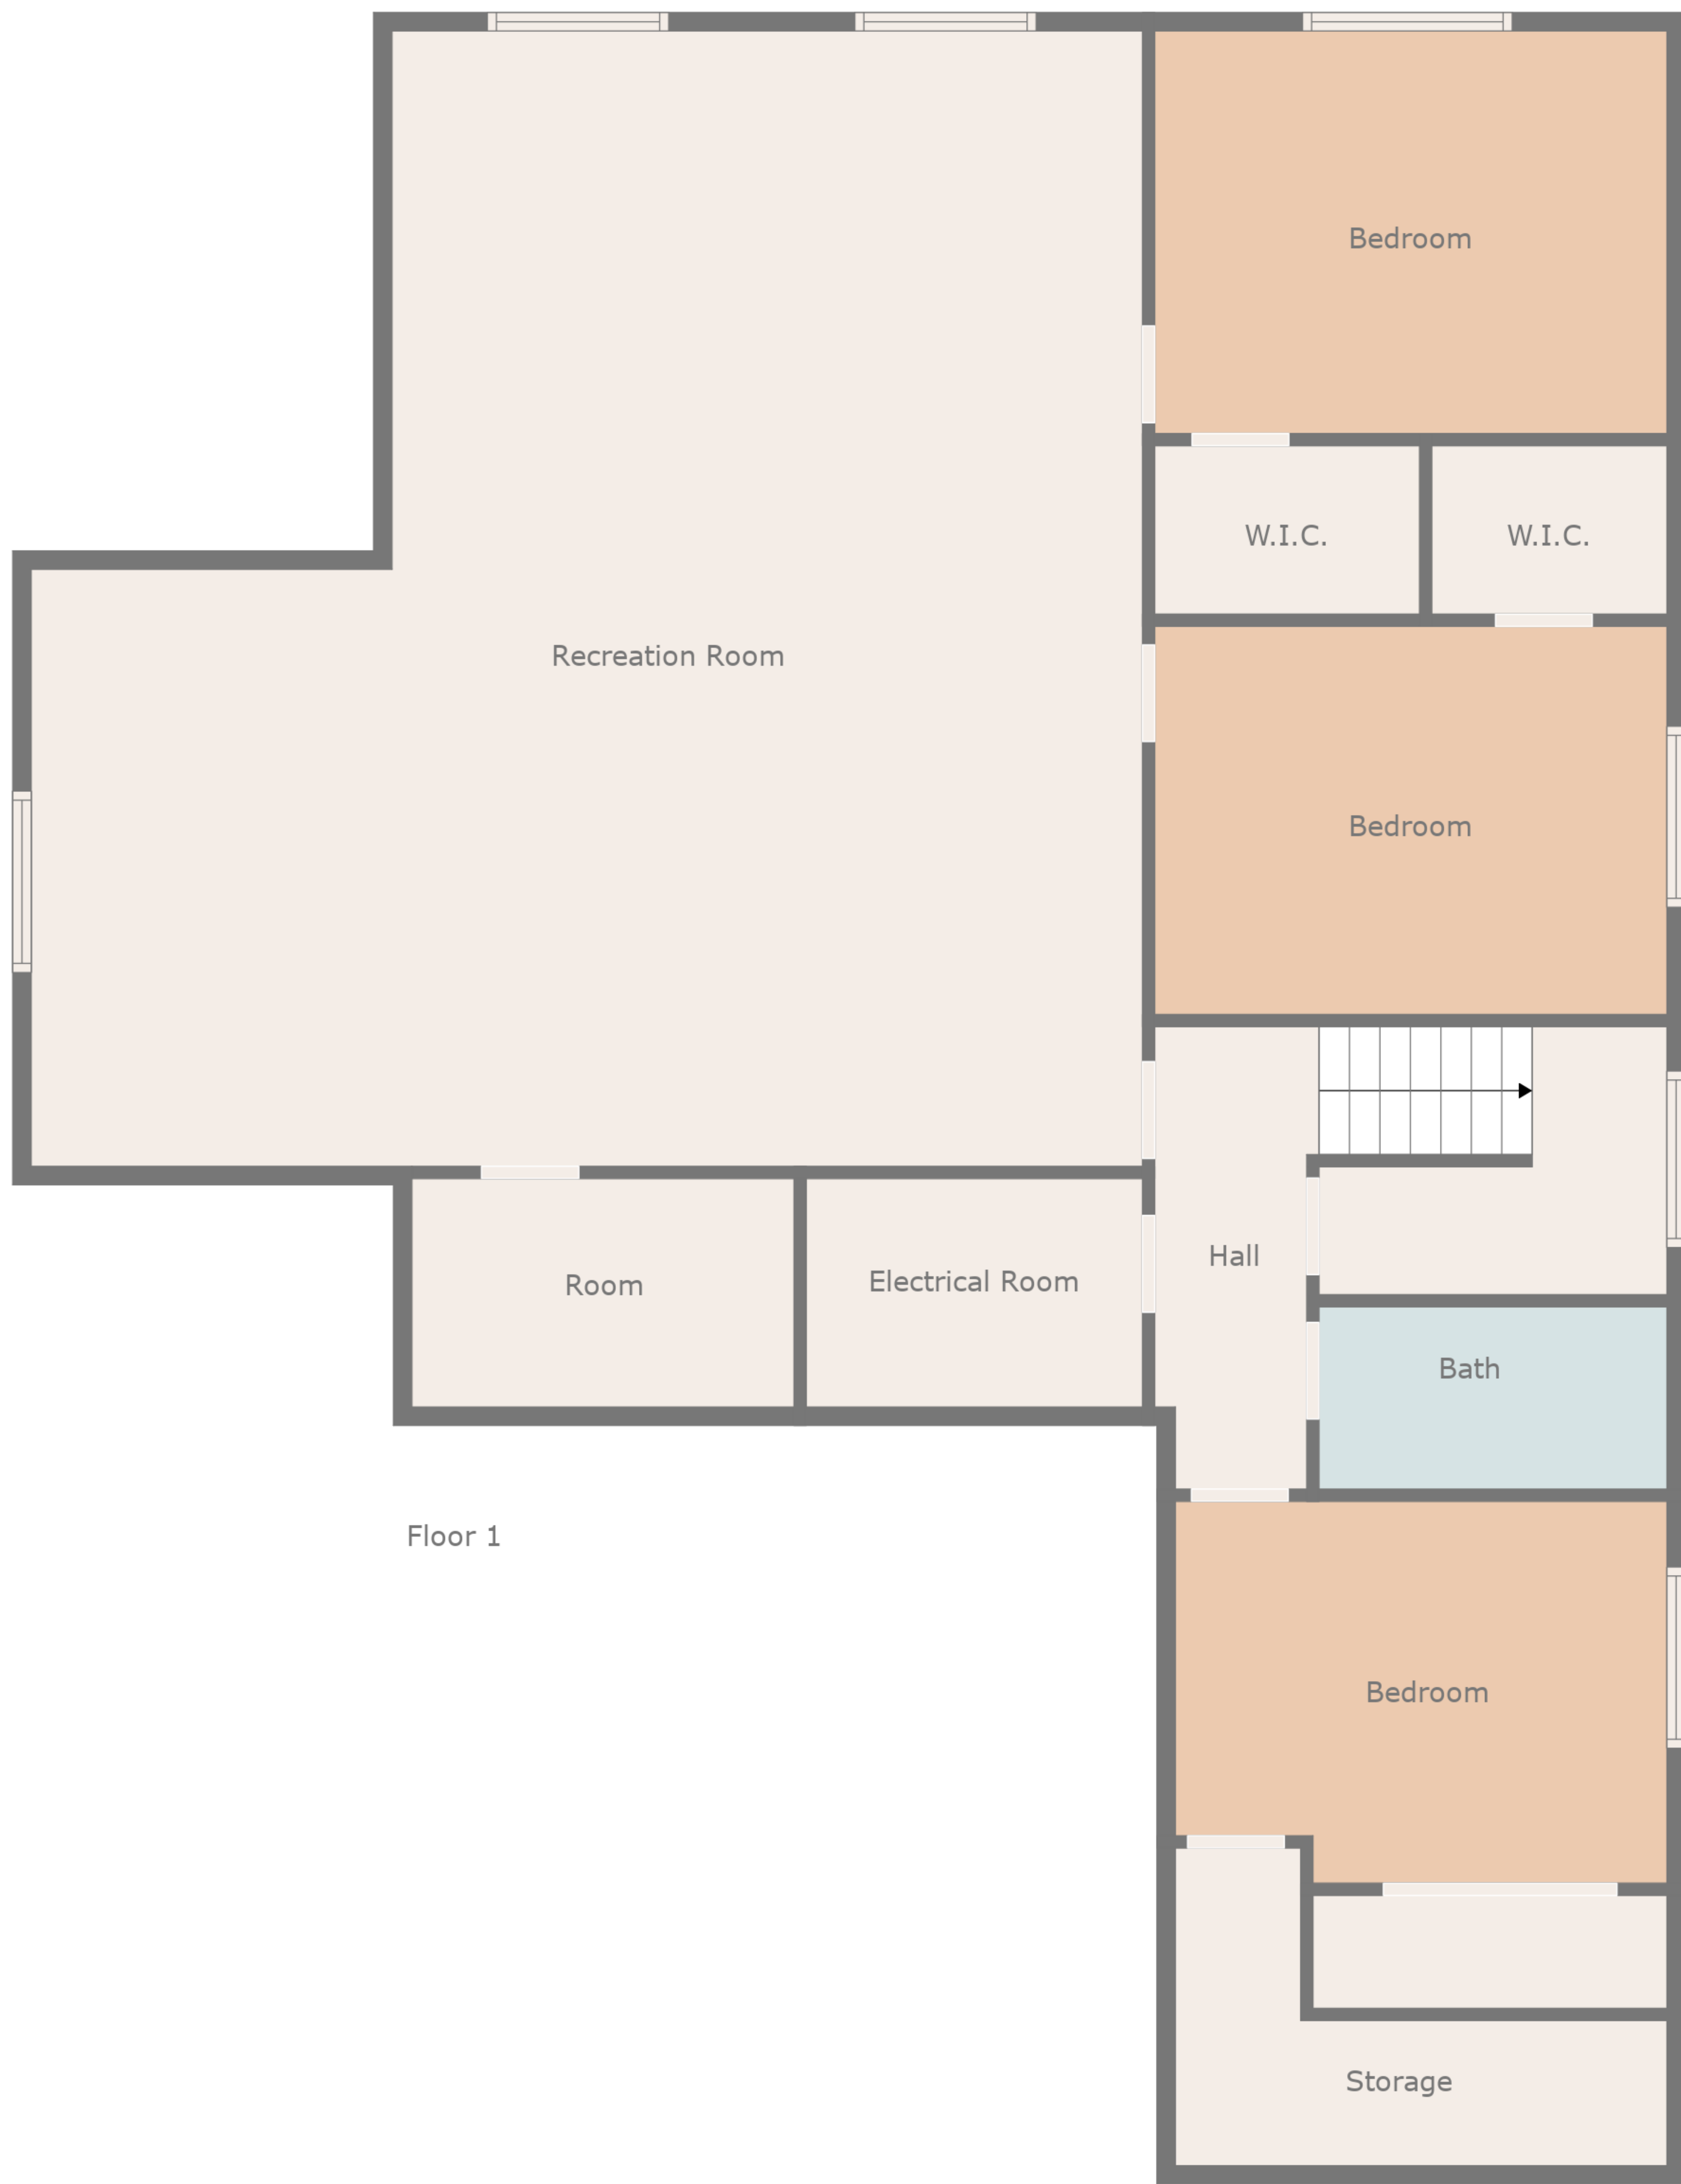 Bedroom
W.I.C.
W.I.C.
Recreation Room
Bedroom
Hall
Room
Electrical Room
Bath
Floor 1
Bedroom
Storage